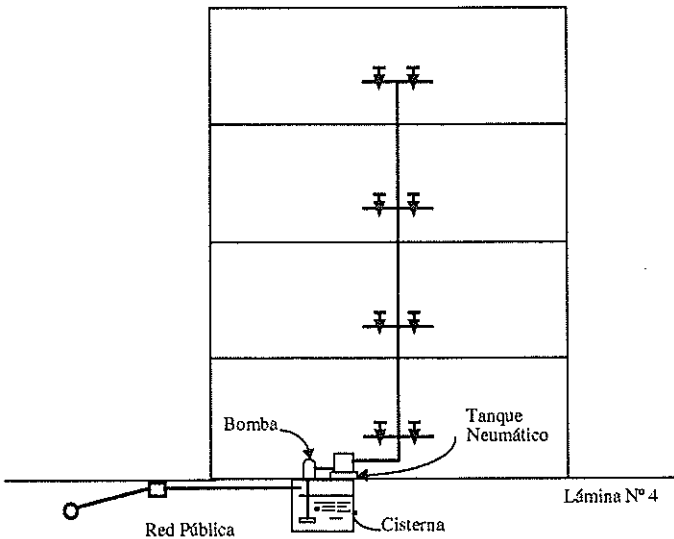 Bomba
Tanque
Neumático
Lámina Nº 4
Red Pública
Cisterna